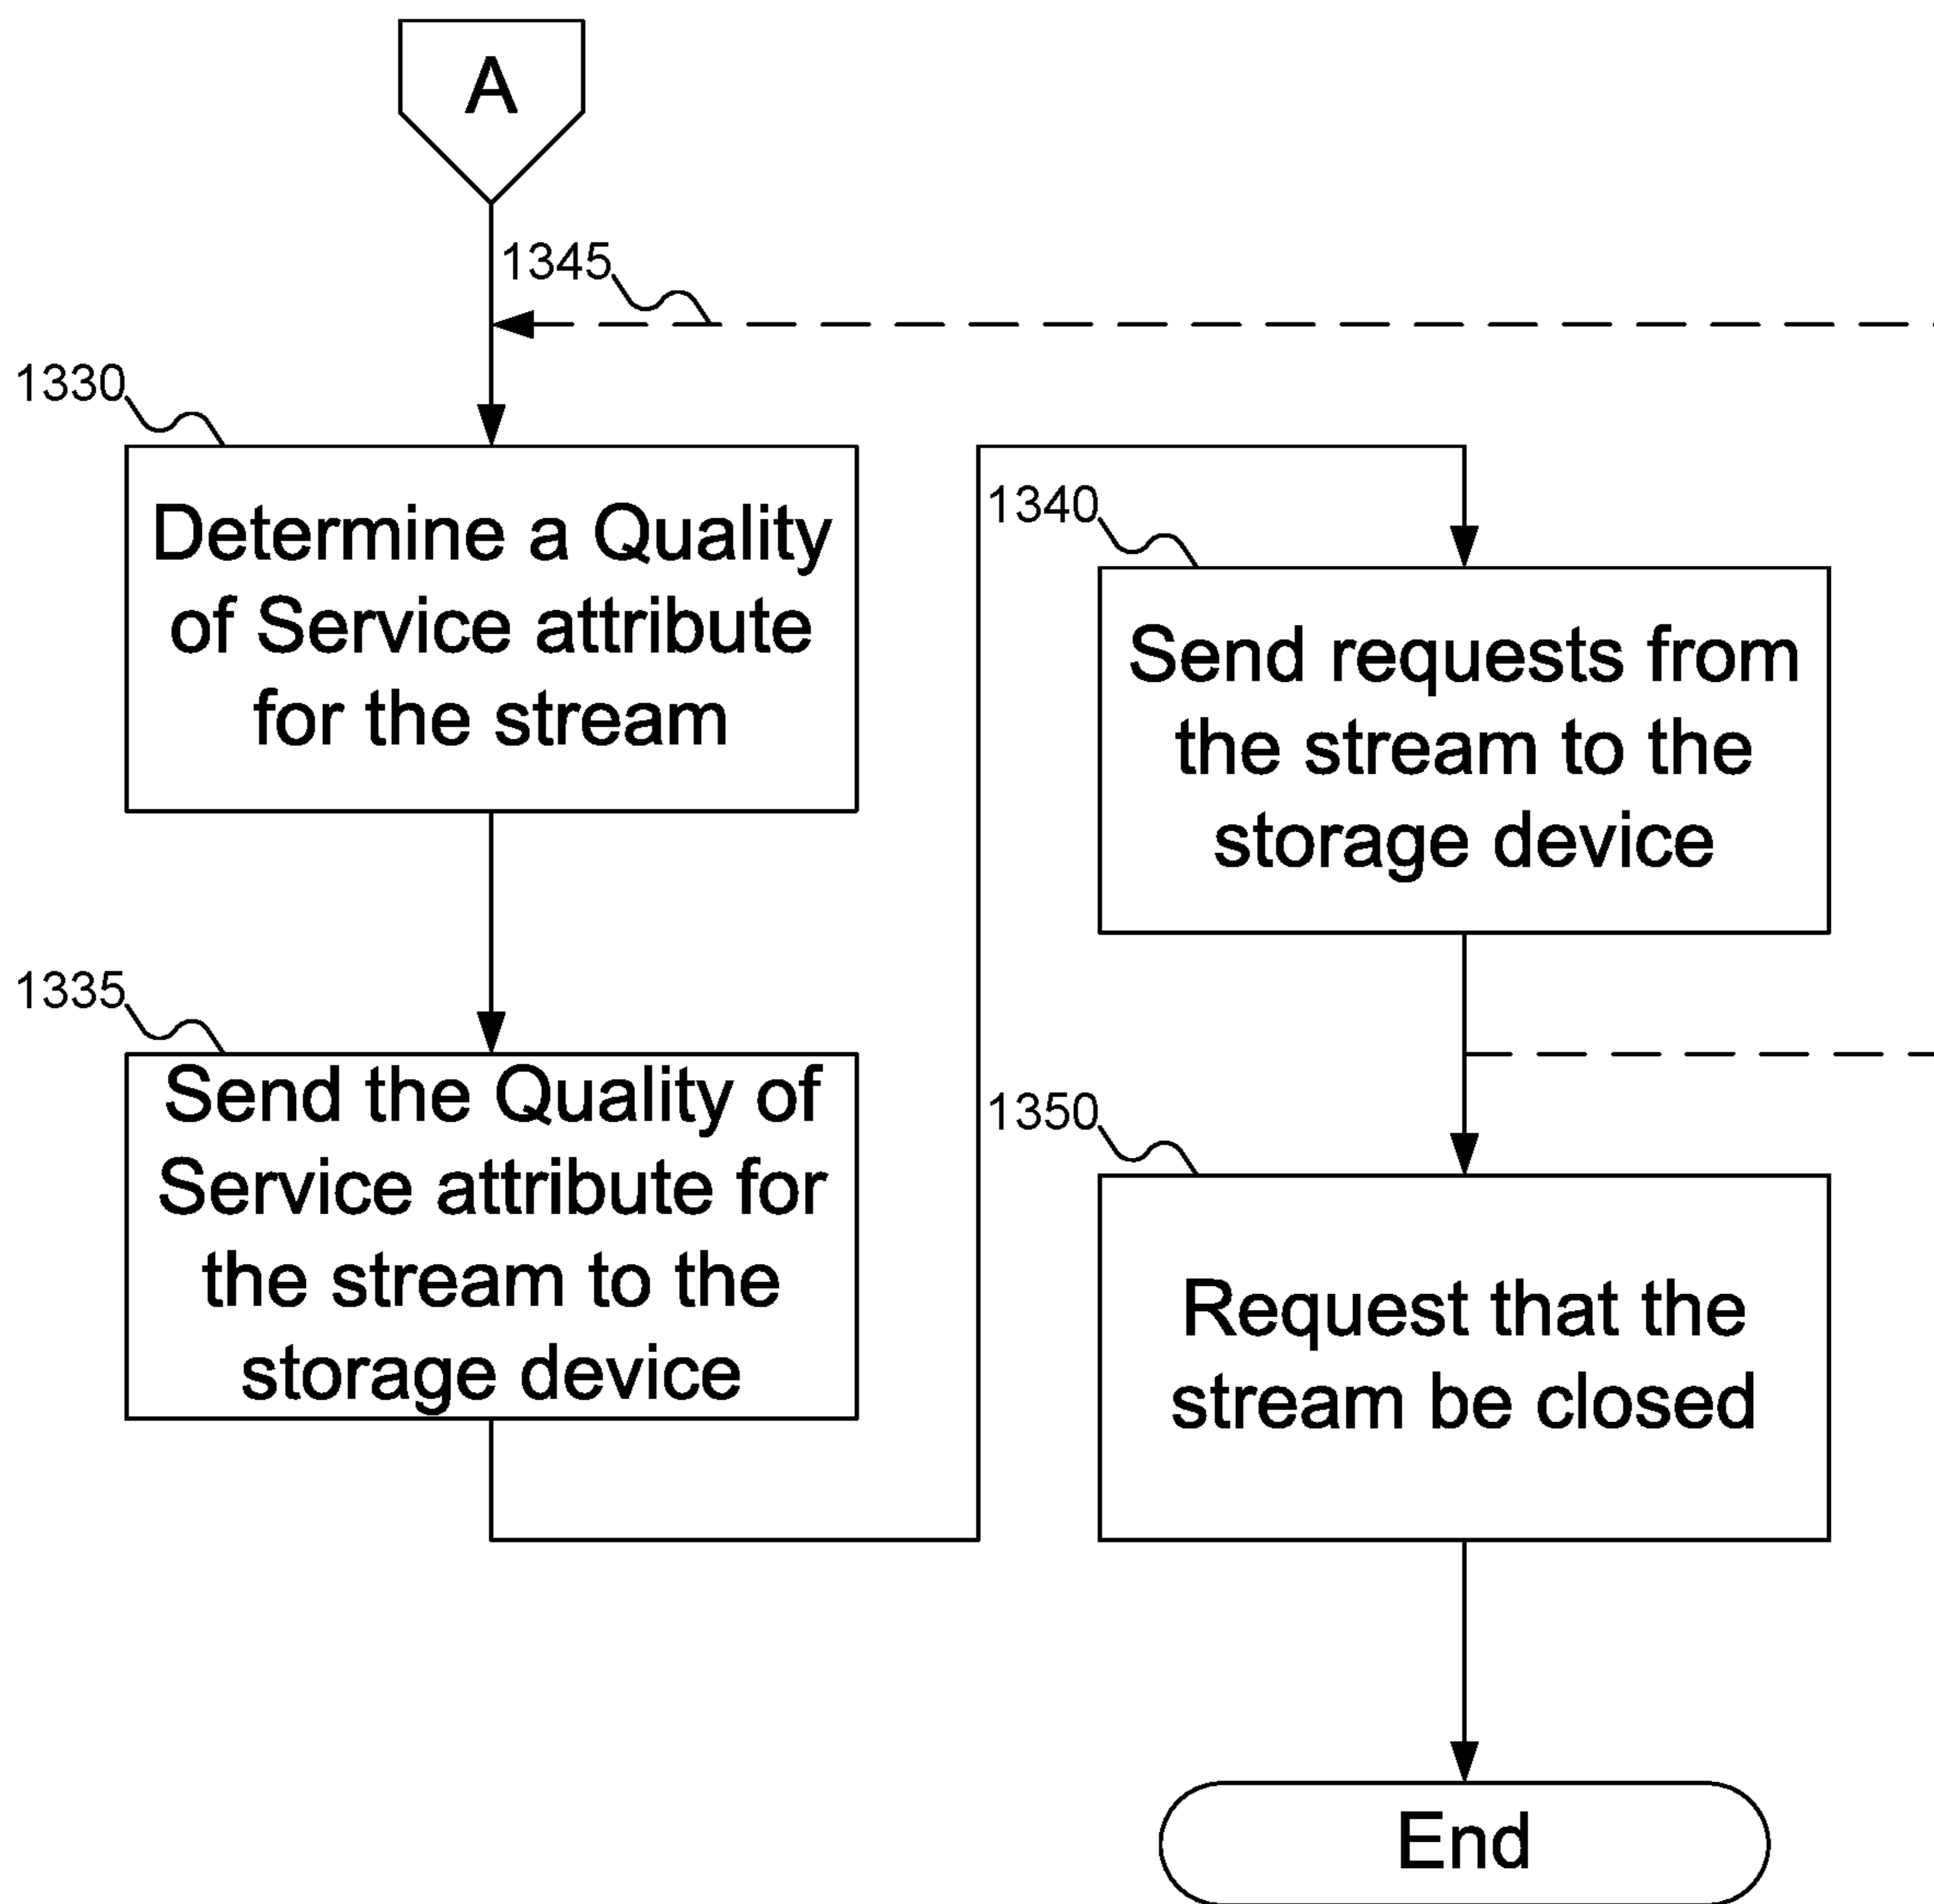 A
1345
1330
Determine a Quality
of Service attribute
for the stream
1335
Send the Quality of
Service attribute for
the stream to the
storage device
1340
Send requests from
the stream to the
storage device
1350
Request that the
stream be closed
End